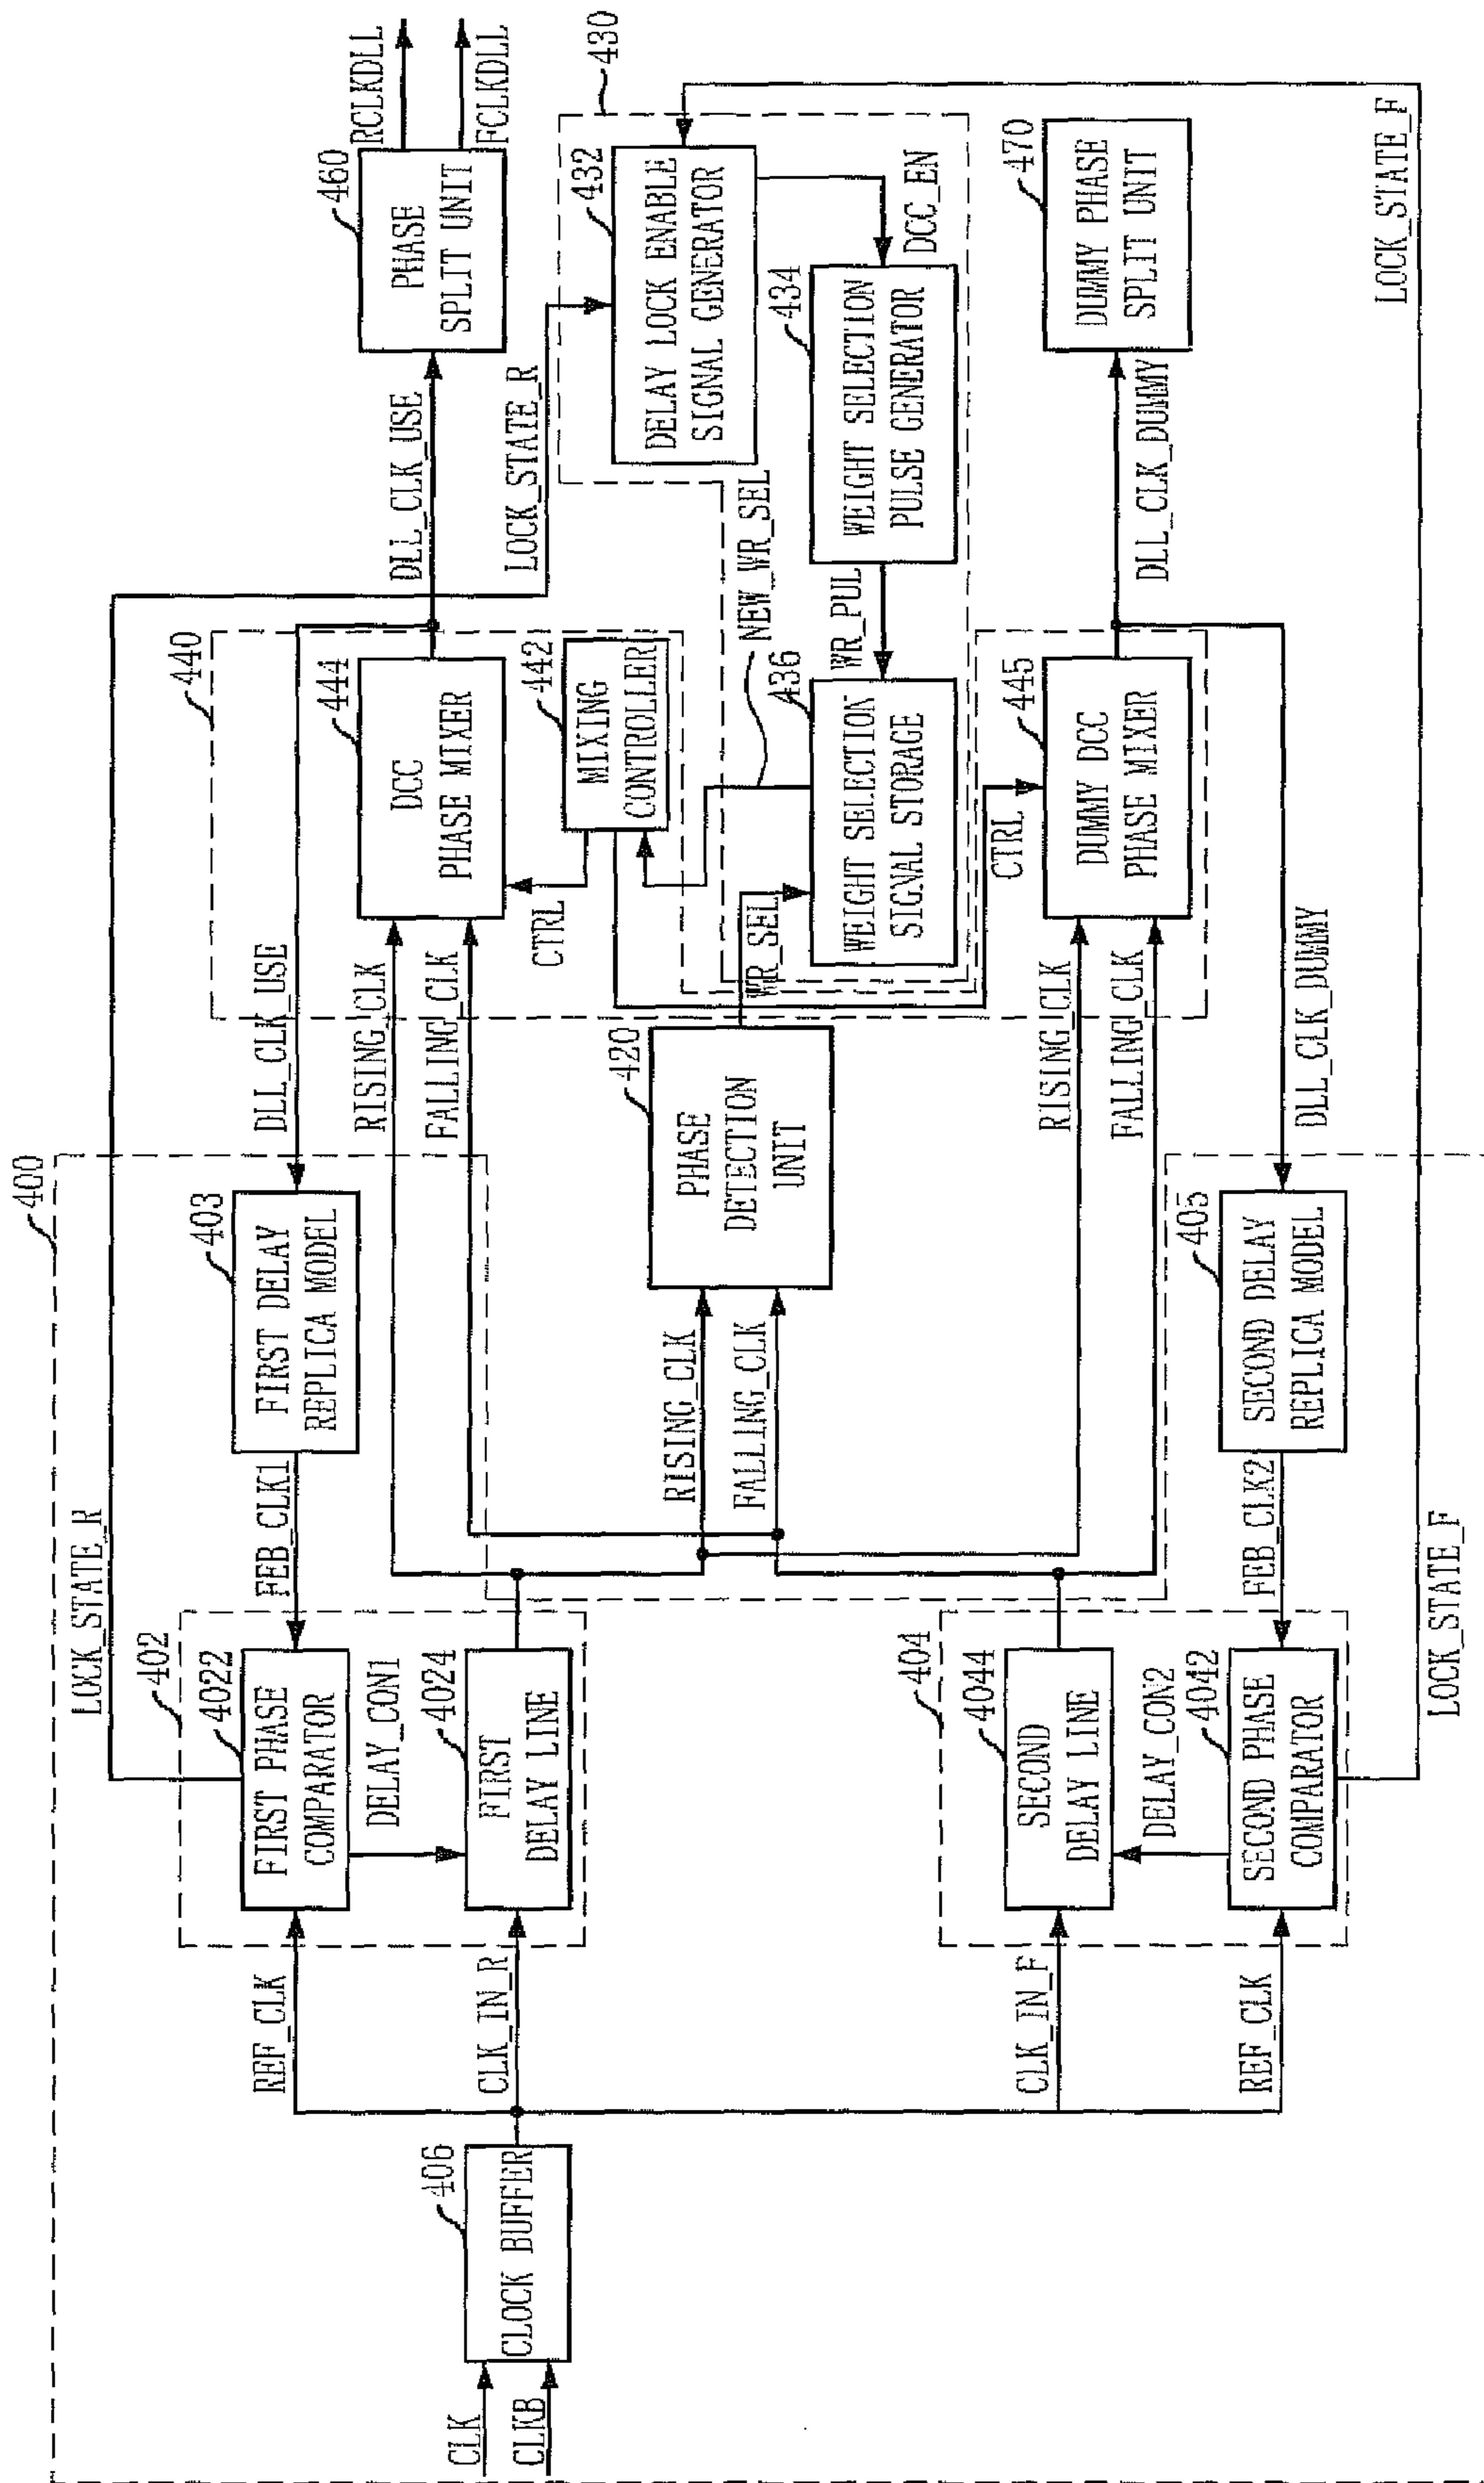 400
CLK
CLKB
406
CLOCK BUFFER
REF_CLK
CLK_IN_R
CLK_IN_F
REF_CLK
402
4022
FIRST PHASE
COMPARATOR
DELAY_CON1
4024
FIRST
DELAY LINE
404
4044
SECOND
DELAY LINE
DELAY_CON2
4042
SECOND PHASE
COMPARATOR
LOCK_STATE_R
FEB_CLK1
403
FIRST DELAY
REPLICA MODEL
DLL_CLK_USE
RISING_CLK
FALLING_CLK
RISING_CLK
FALLING_CLK
420
PHASE
DETECTION
UNIT
WR_SEL
RISING_CLK
FALLING_CLK
FEB_CLK2
405
SECOND DELAY
REPLICA MODEL
DLL_CLK_DUMMY
LOCK_STATE_F
440
444
DCC
PHASE MIXER
CTRL
442
MIXING
CONTROLLER
NEW_WR_SEL
436
WEIGHT SELECTION
SIGNAL STORAGE
WR_PUL
CTRL
445
DUMMY DCC
PHASE MIXER
DLL_CLK_USE
LOCK_STATE_R
430
432
DELAY LOCK ENABLE
SIGNAL GENERATOR
DCC_EN
434
WEIGHT SELECTION
PULSE GENERATOR
DLL_CLK_DUMMY
460
PHASE
SPLIT UNIT
RCLKDLL
FCLKDLL
470
DUMMY PHASE
SPLIT UNIT
LOCK_STATE_F